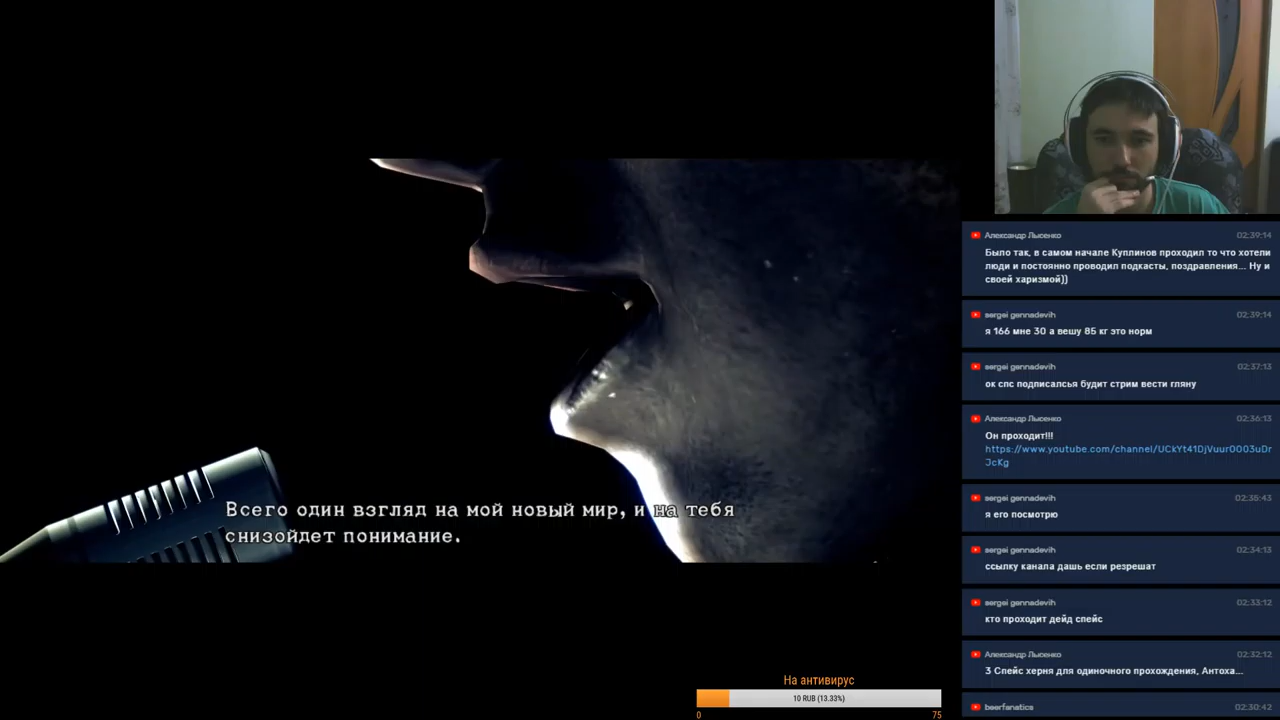 Всего один взгляд на мой новый мир, и на тебя
снизойдет понимание.
На антивирус
10 RUB (13.33%)
0
75
Александр Лысенко
02:39:14
Было так, в самом начале Куплинов проходил то что хотели
люди и постоянно проводил подкасты, поздравления... Ну и
своей харизмой))
sergei gennadevih
02:39:14
я 166 мне 30 а вешу 85 кг это норм
sergei gennadevih
02:37:13
ок спс подписалсья будит стрим вести гляну
Александр Лысенко
02:36:13
Он проходит!!!
https://www.youtube.com/channel/UCkYt41DjVuur0003uDr
JcKg
sergei gennadevih
02:35:43
я его посмотрю
sergei gennadevih
02:34:13
ссылку канала дашь если резрешат
sergei gennadevih
02:33:12
кто проходит дейд спейс
Александр Лысенко
02:32:12
3 Спейс херня для одиночного прохождения, Антоха...
beerfanatics
02:30:42